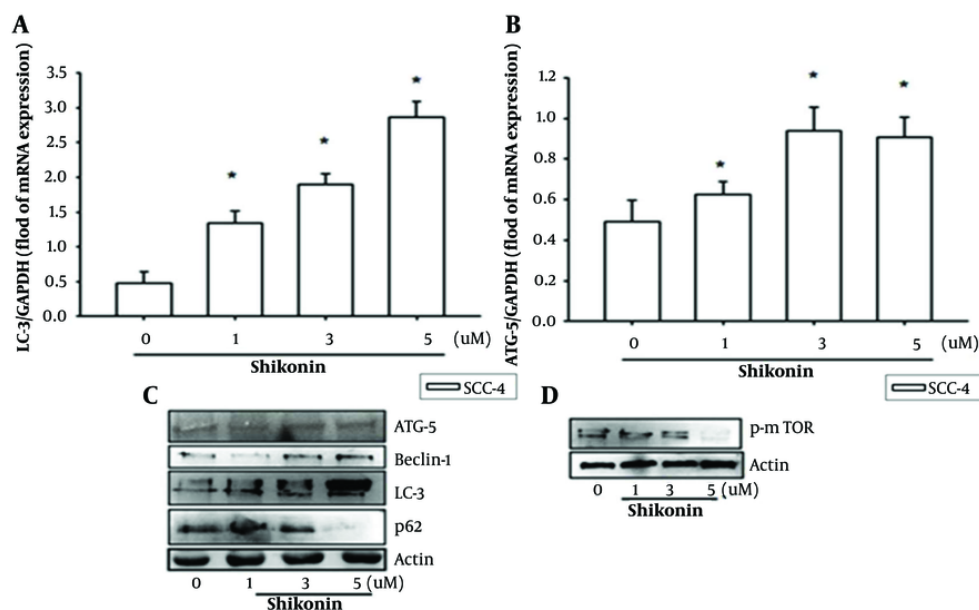 A
LC-3/GAPDH (flod of mRNA expression)
3.5
3.0
2.5
2.0
1.5
1.0
0.5
0.0
*
*
*
0 1 3 5 (uM)
Shikonin
SCC-4
B
ATG-5/GAPDH (flod of mRNA expression)
1.2
1.0
0.8
0.6
0.4
0.2
0.0
*
*
*
0 1 3 5 (uM)
Shikonin
SCC-4
C
ATG-5
Beclin-1
LC-3
p62
Actin
0 1 3 5 (uM)
Shikonin
D
p-m TOR
Actin
0 1 3 5 (uM)
Shikonin